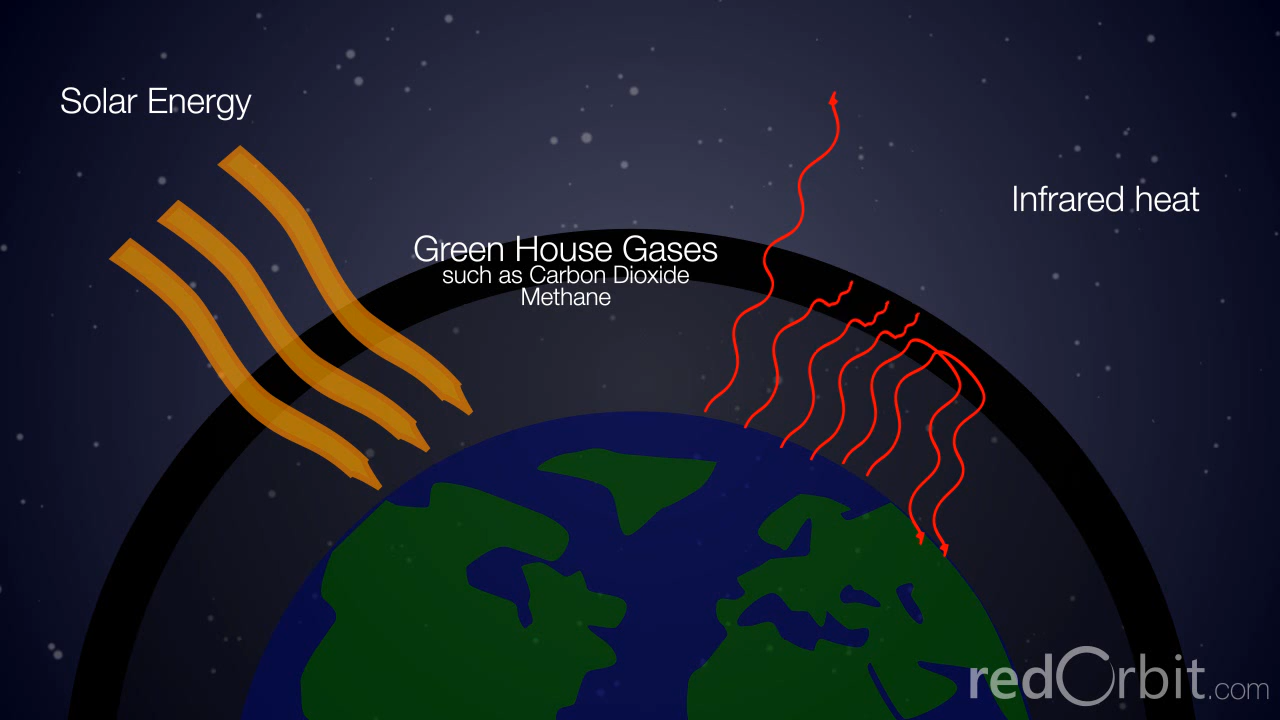 Solar Energy
Infrared heat
Green House Gases
such as Carbon Dioxide
Methane
redOrbit.com